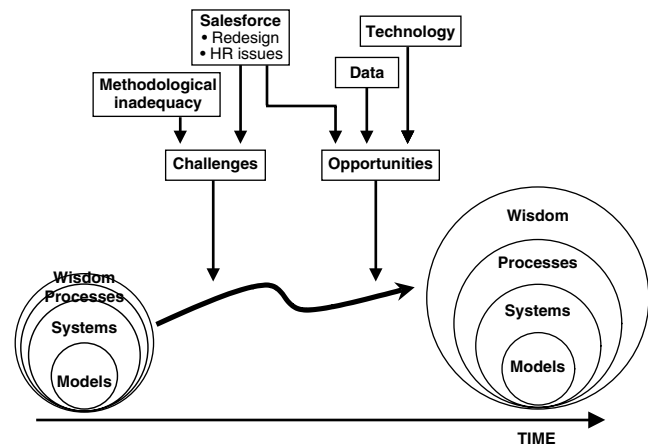 Salesforce
• Redesign
• HR issues
Technology
Data
Methodological
inadequacy
Challenges
Opportunities
Wisdom
Processes
Systems
Models
Wisdom
Processes
Systems
Models
TIME